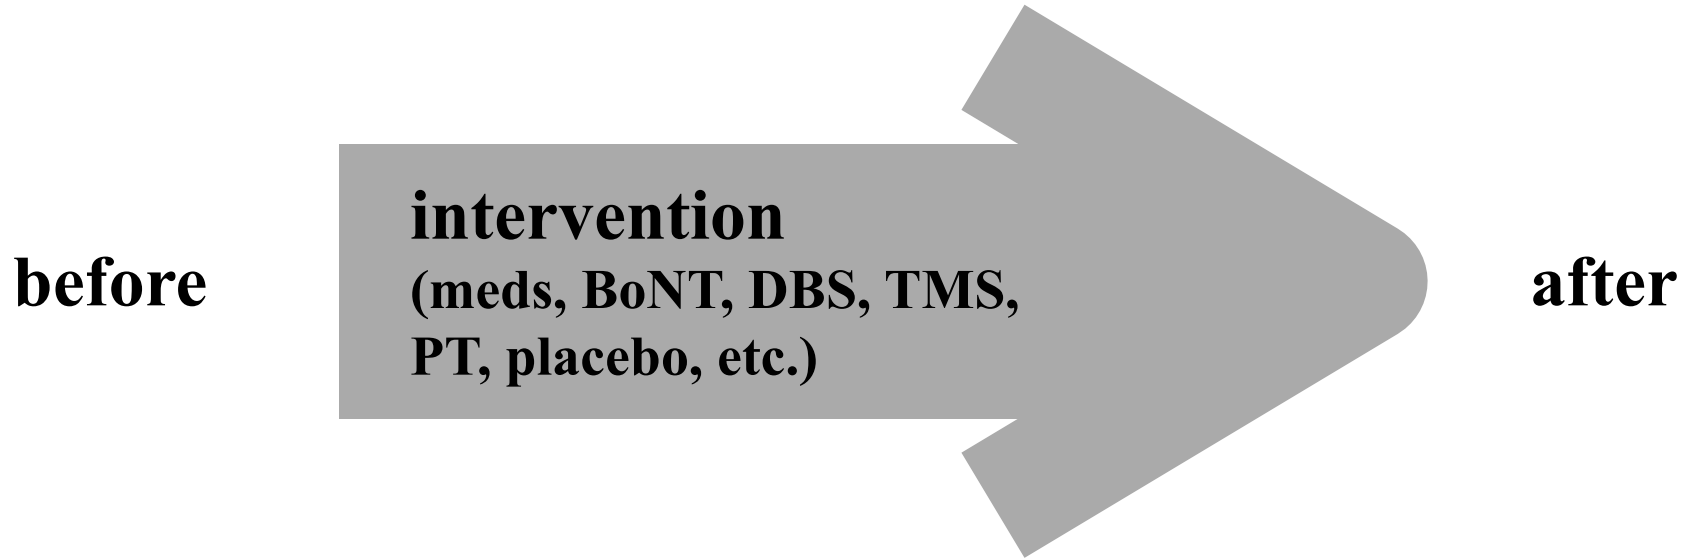 before
intervention
(meds, BoNT, DBS, TMS,
PT, placebo, etc.)
after